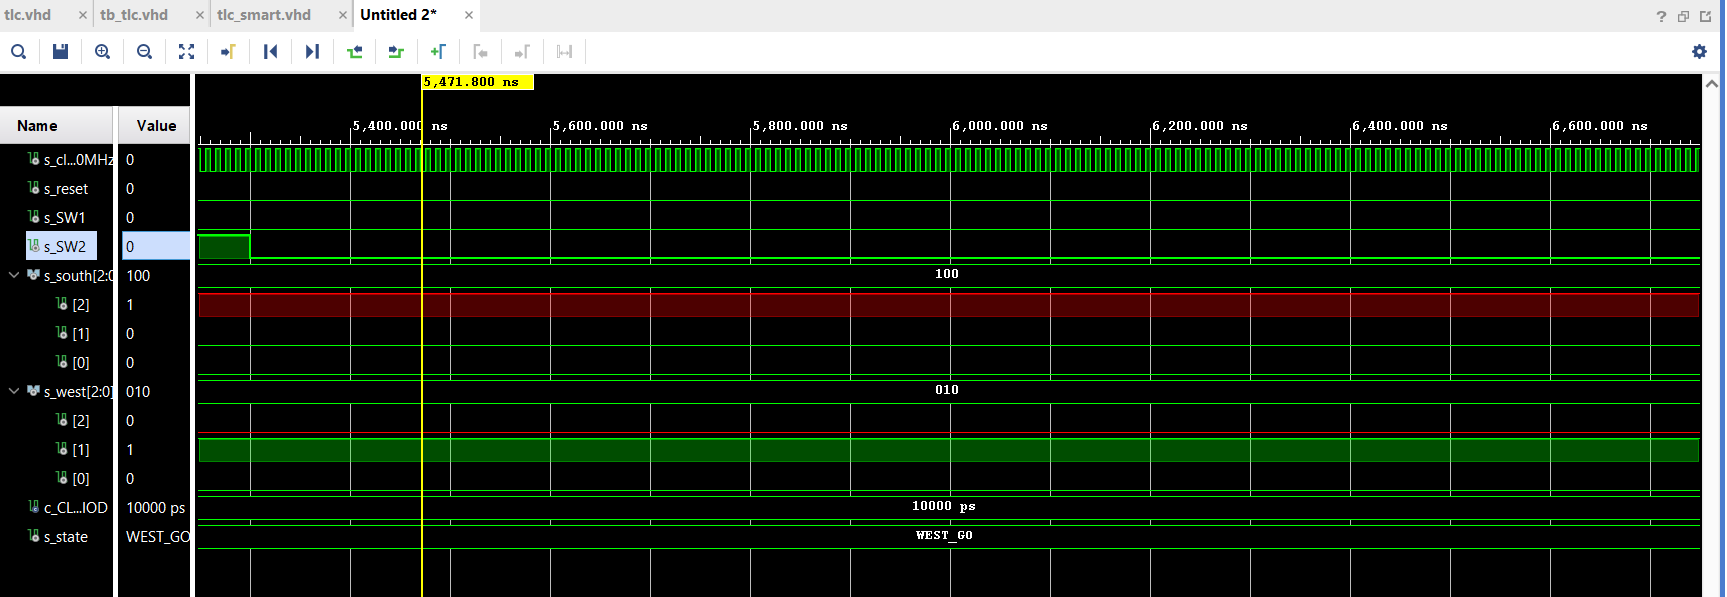 tlc.vhd × tb_tlc.vhd × tlc_smart.vhd × Untitled 2* ×
?
5,471.800 ns
Name Value
5,400.000 ns 5,600.000 ns 5,800.000 ns 6,000.000 ns 6,200.000 ns 6,400.000 ns 6,600.000 ns
s_cl...0MHz 0
s_reset 0
s_SW1 0
s_SW2 0
s_south[2:0 100 100
[2] 1
[1] 0
[0] 0
s_west[2:0] 010 010
[2] 0
[1] 1
[0] 0
c_CL...IOD 10000 ps 10000 ps
s_state WEST_GO WEST_GO